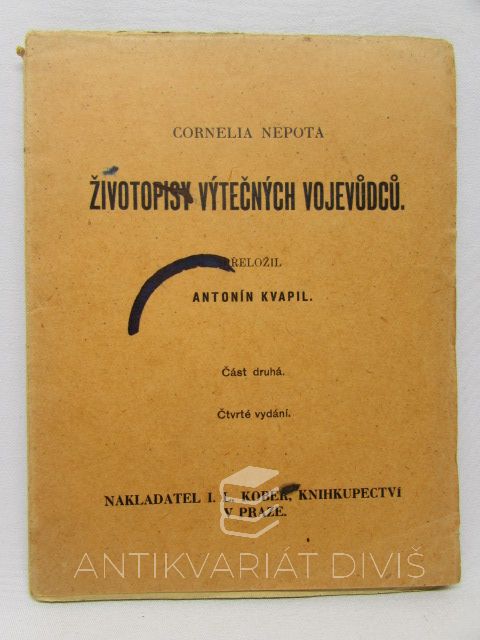 CORNELIA NEPOTA
ŽIVOTOPISY VÝTEČNÝCH VOJEVŮDCŮ.
PŘELOŽIL
ANTONÍN KVAPIL.
Část druhá.
Čtvrté vydání.
NAKLADATEL I. L. KOBER, KNIHKUPECTVÍ
V PRAZE.
ANTIKVARIÁT DIVIŠ